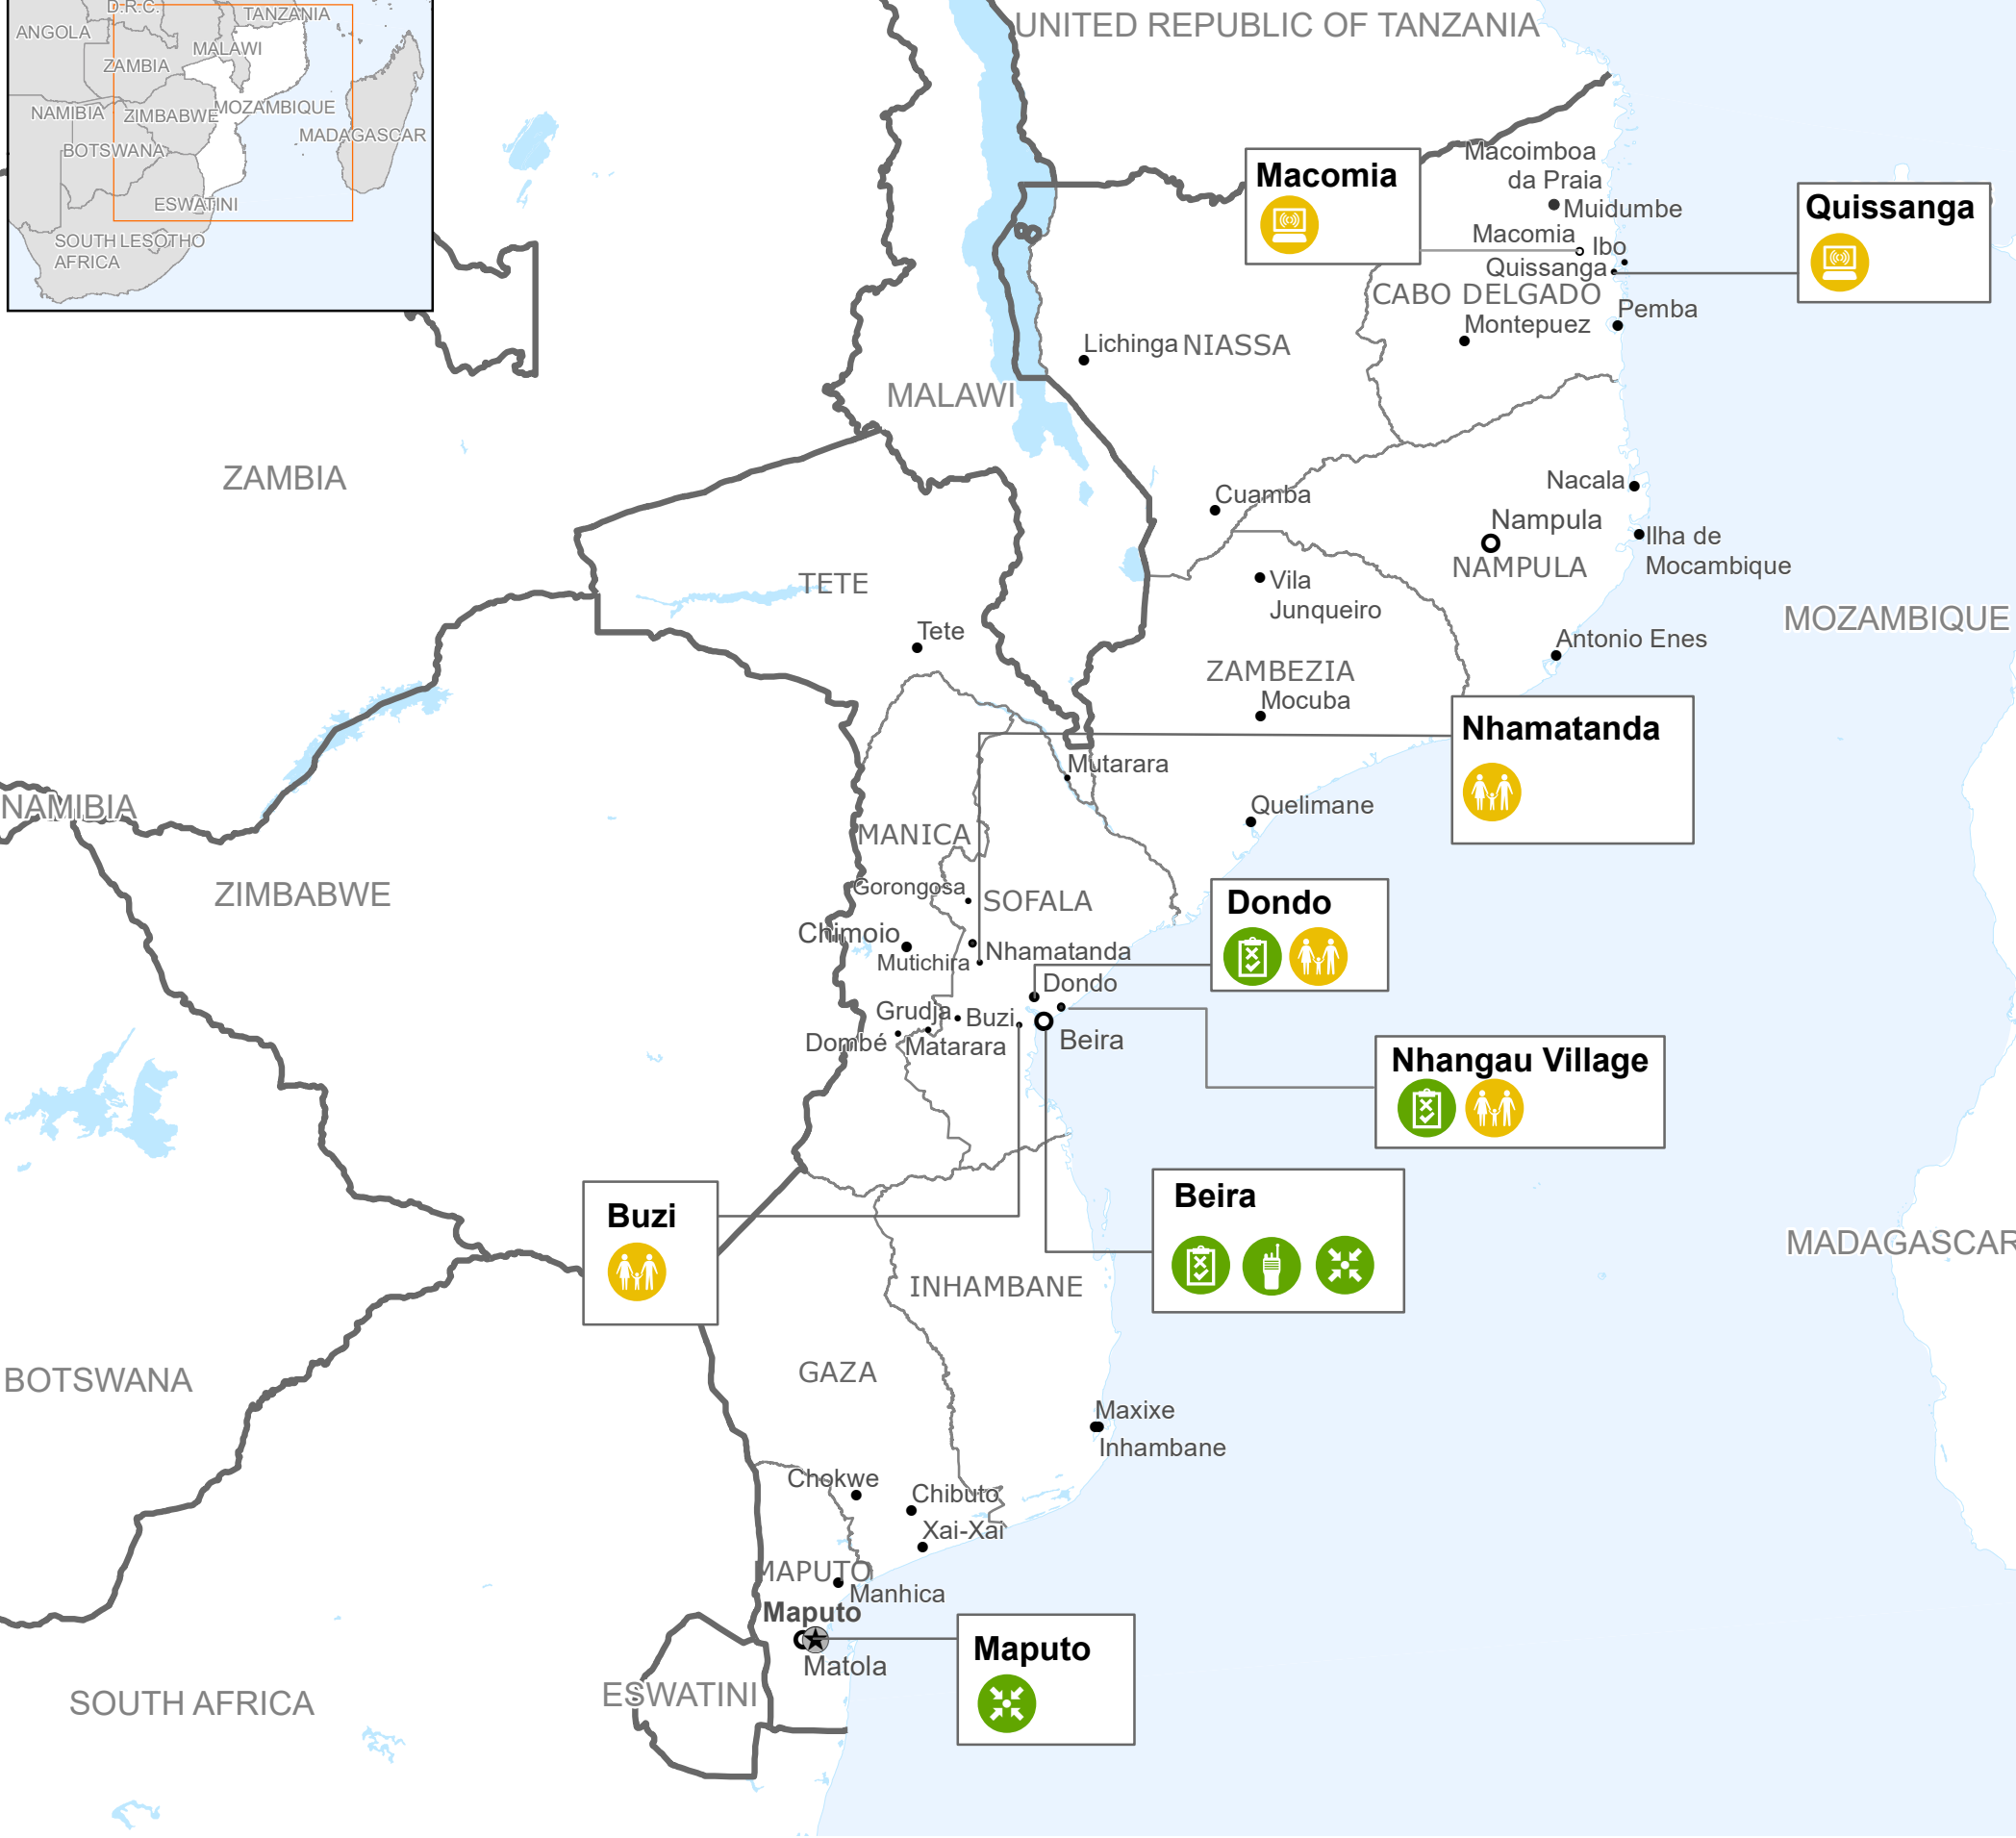 D.R.C.
TANZANIA
ANGOLA
MALAWI
ZAMBIA
NAMIBIA
ZIMBABWE
MOZAMBIQUE
MADAGASCAR
BOTSWANA
ESWATINI
SOUTH
AFRICA
LESOTHO
UNITED REPUBLIC OF TANZANIA
Macomia
Macoimboa
da Praia
Muidumbe
Quissanga
Macomia
Ibo
Quissanga
CABO DELGADO
Pemba
Montepuez
Lichinga
NIASSA
MALAWI
ZAMBIA
Cuamba
Nacala
Nampula
Ilha de
Mocambique
NAMPULA
TETE
Vila
Junqueiro
MOZAMBIQUE
Tete
Antonio Enes
ZAMBEZIA
Mocuba
Nhamatanda
Mutarara
NAMIBIA
Quelimane
MANICA
ZIMBABWE
Gorongosa
SOFALA
Dondo
Chimoio
Nhamatanda
Mutichira
Dondo
Grudja
Buzi
Beira
Dombé
Matarara
Nhangau Village
Beira
Buzi
MADAGASCAR
INHAMBANE
GAZA
BOTSWANA
Maxixe
Inhambane
Chokwe
Chibuto
Xai-Xai
MAPUTO
Manhica
Maputo
Matola
Maputo
ESWATINI
SOUTH AFRICA